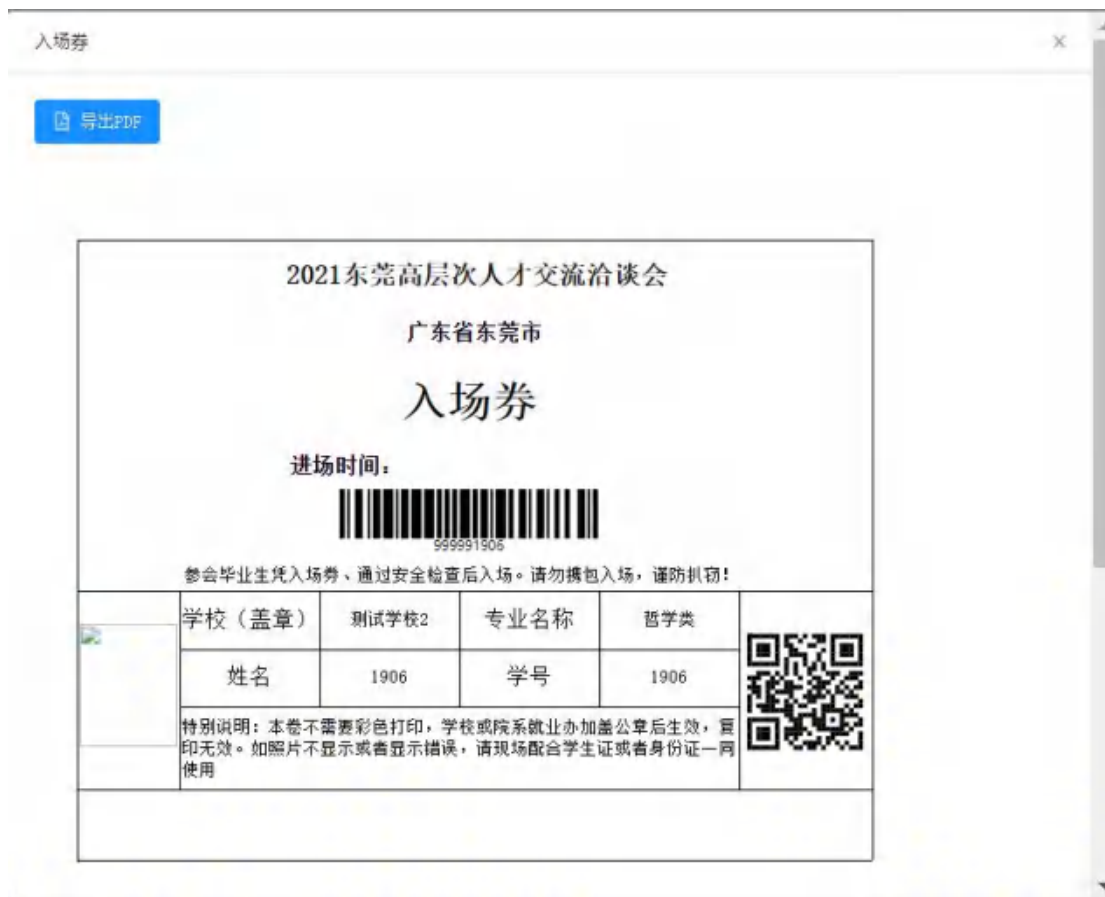 入场券
导出PDF
2021东莞高层次人才交流洽谈会
广东省东莞市
入场券
进场时间：
999991906
参会毕业生凭入场券、通过安全检查后入场。请勿携包入场，谨防扒窃！
学校（盖章） 测试学校2 专业名称 哲学类
姓名 1906 学号 1906
特别说明：本卷不需要彩色打印，学校或院系就业办加盖公章后生效，复
印无效。如照片不显示或者显示错误，请现场配合学生证或者身份证一同
使用